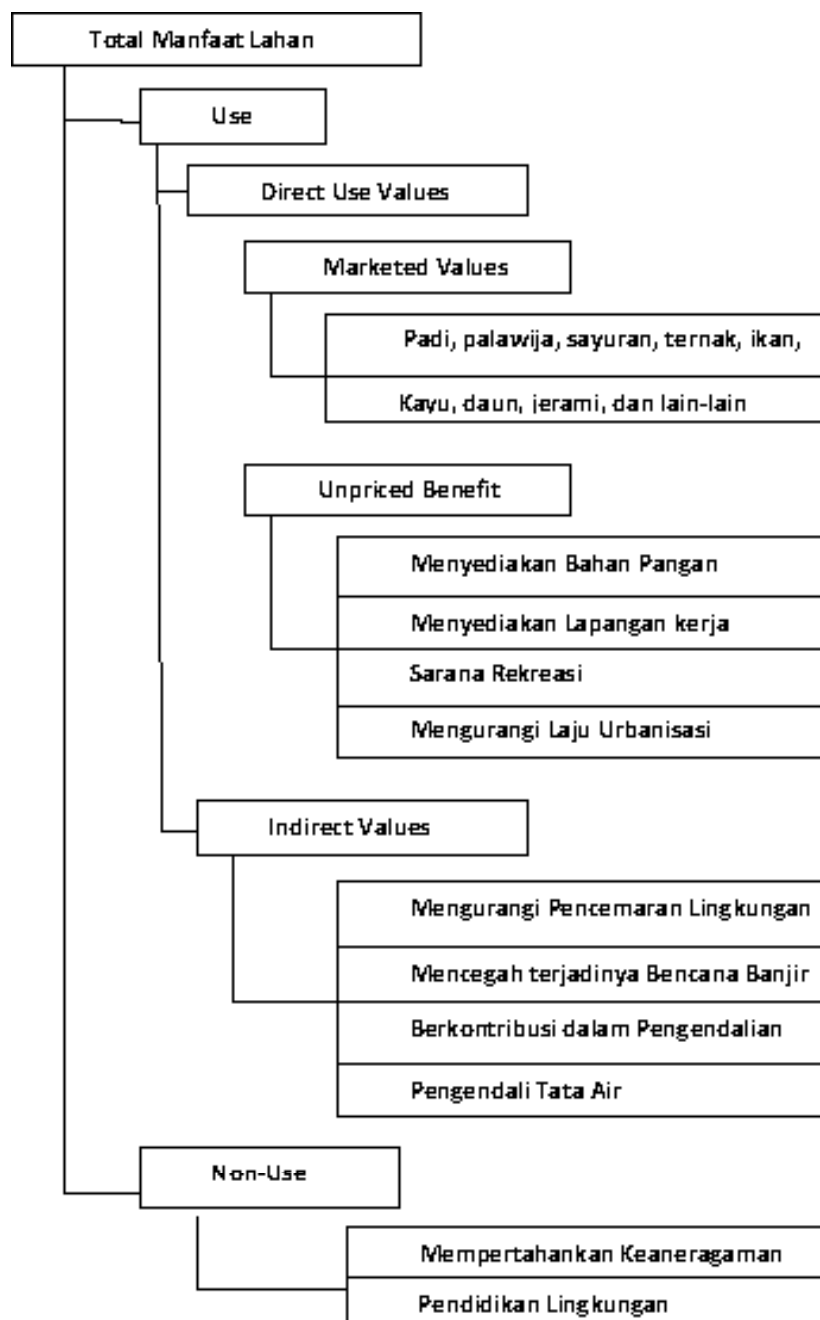 Total Manfaat Lahan
Use
Direct Use Values
Marketed Values
Padi, palawija, sayuran, ternak, ikan,
Kayu, daun, jerami, dan lain-lain
Unpriced Benefit
Menyediakan Bahan Pangan
Menyediakan Lapangan kerja
Sarana Rekreasi
Mengurangi Laju Urbanisasi
Indirect Values
Mengurangi Pencemaran Lingkungan
Mencegah terjadinya Bencana Banjir
Berkontribusi dalam Pengendalian
Pengendali Tata Air
Non-Use
Mempertahankan Keaneragaman
Pendidikan Lingkungan